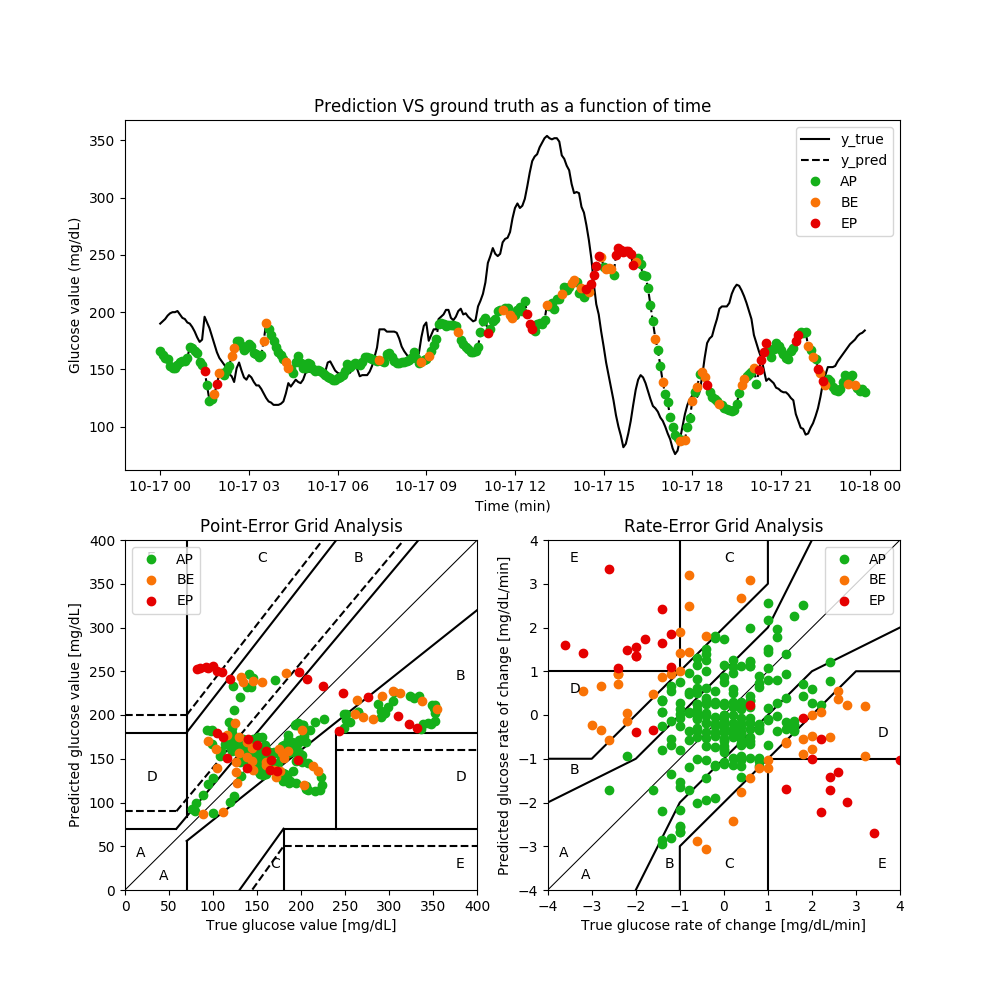 Prediction VS ground truth as a function of time
Glucose value (mg/dL)
350
300
250
200
150
100
y_true
y_pred
AP
BE
EP
10-17 00 10-17 03 10-17 06 10-17 09 10-17 12 10-17 15 10-17 18 10-17 21 10-18 00
Time (min)
Point-Error Grid Analysis
Predicted glucose value [mg/dL]
400
350
300
250
200
150
100
50
0
AP
BE
EP
E C B
B
D D
A
A C E
0 50 100 150 200 250 300 350 400
True glucose value [mg/dL]
Rate-Error Grid Analysis
Predicted glucose rate of change [mg/dL/min]
4
3
2
1
0
−1
−2
−3
−4
AP
BE
EP
E C
D
D
B
A
A B C E
−4 −3 −2 −1 0 1 2 3 4
True glucose rate of change [mg/dL/min]